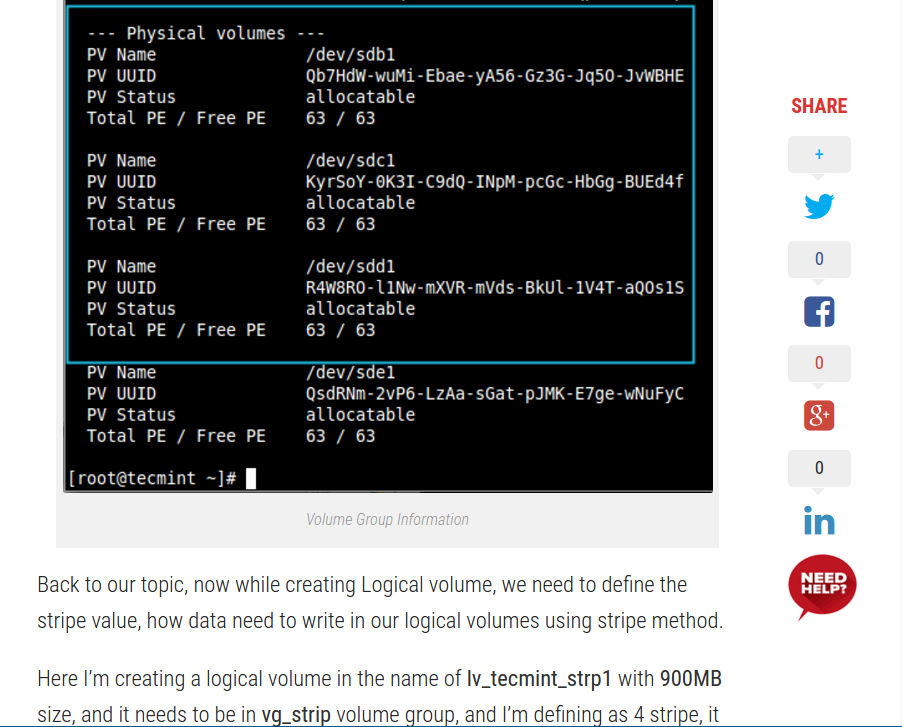 --- Physical volumes ---
PV Name /dev/sdb1
PV UUID Qb7HdW-wuMi-Ebae-yA56-Gz3G-Jq5O-JvWBHE
PV Status allocatable
Total PE / Free PE 63 / 63
PV Name /dev/sdc1
PV UUID KyrSoY-0K3I-C9dQ-INpM-pcGc-HbGg-BUEd4f
PV Status allocatable
Total PE / Free PE 63 / 63
PV Name /dev/sdd1
PV UUID R4W8RO-l1Nw-mXVR-mVds-BkUl-1V4T-aQOs1S
PV Status allocatable
Total PE / Free PE 63 / 63
PV Name /dev/sde1
PV UUID QsdRNm-2vP6-LzAa-sGat-pJMK-E7ge-wNuFyC
PV Status allocatable
Total PE / Free PE 63 / 63
[root@tecmint ~]#
Volume Group Information
Back to our topic, now while creating Logical volume, we need to define the
stripe value, how data need to write in our logical volumes using stripe method.
Here I'm creating a logical volume in the name of lv_tecmint_strp1 with 900MB
size, and it needs to be in vg_strip volume group, and I'm defining as 4 stripe, it
SHARE
+
0
0
g+
0
in
NEED
HELP?